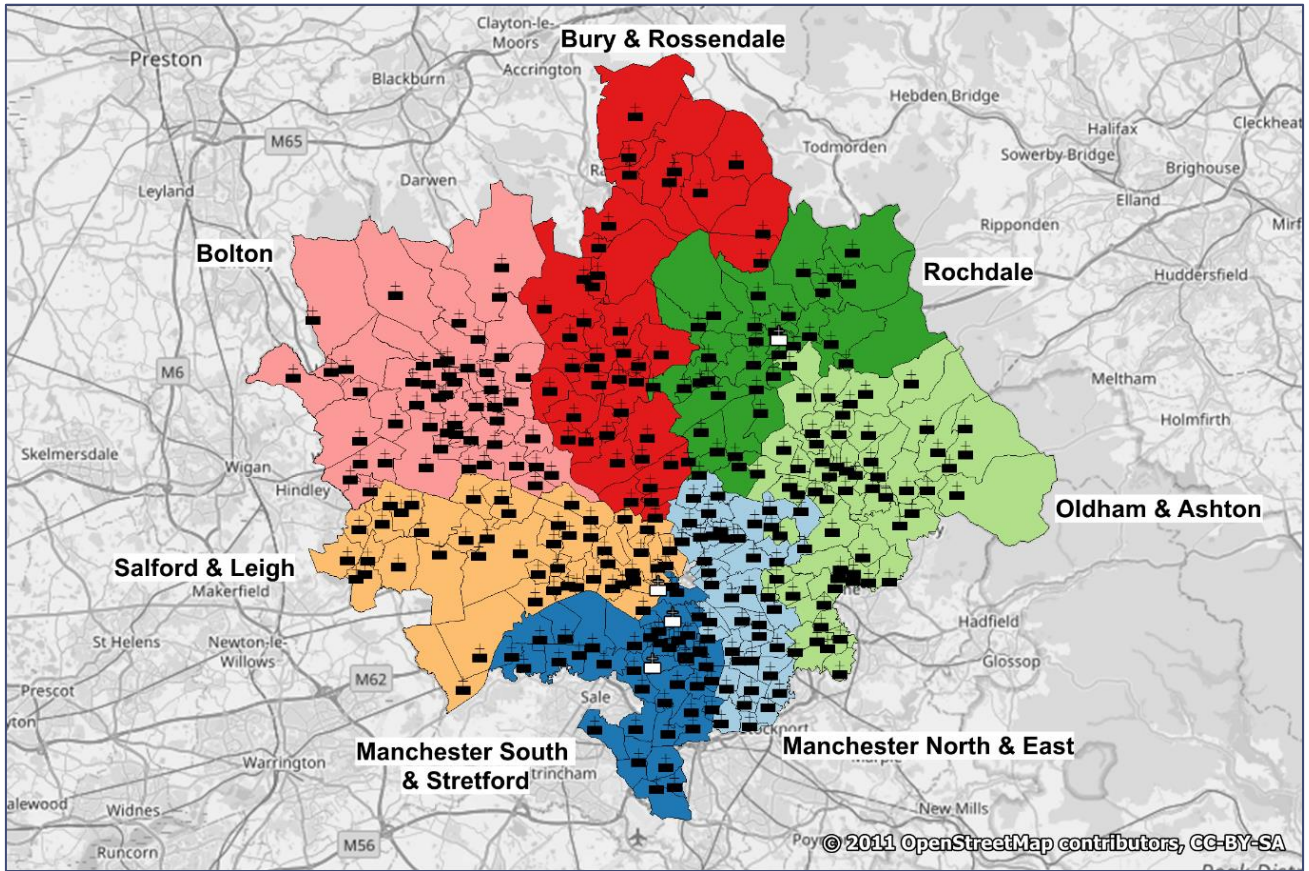 Clayton-le-
Moors
Bury & Rossendale
Preston
Accrington
Blackburn
Hebden Bridge
Halifax
Cleckheat
M65
Todmorden
Sowerby-Bridge
Brighouse
Leyland
Darwen
Elland
Ripponden
Mirf
Bolton
Rochdale
Huddersfield
M6
Meltham
Holmfirth
Skelmersdale
Wigan
Hindley
Oldham & Ashton
Salford & Leigh
Makerfield
Hadfield
St Helens
Newton-le-
Willows
Glossop
M62
Prescot
Sale
Manchester South
& Stretford
Manchester North & East
Warrington
Widnes
New Mills
M56
Runcorn
© 2011 OpenStreetMap contributors, CC-BY-SA